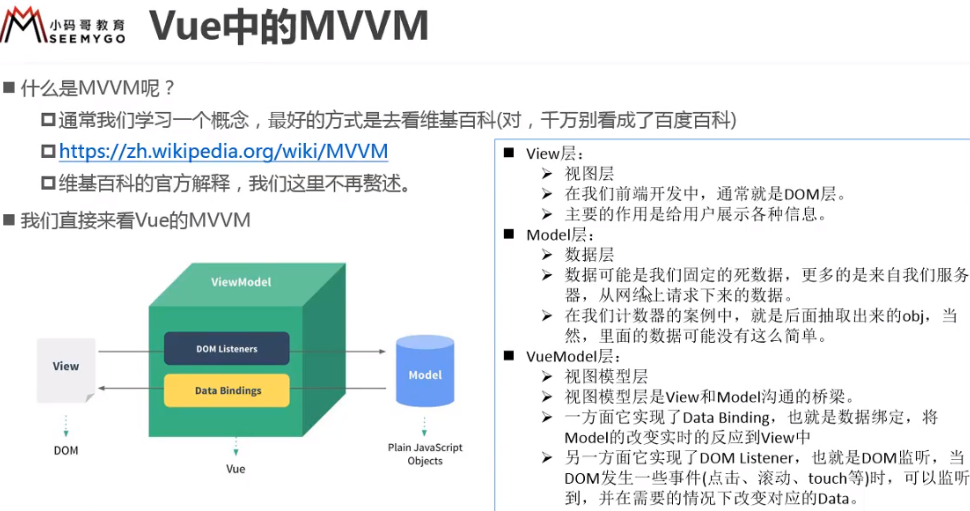 小码哥教育
SEEMYGO
Vue中的MVVM
什么是MVVM呢？
通常我们学习一个概念，最好的方式是去看维基百科(对，千万别看成了百度百科)
https://zh.wikipedia.org/wiki/MVVM
维基百科的官方解释，我们这里不再赘述。
我们直接来看Vue的MVVM
ViewModel
DOM Listeners
View
Model
Data Bindings
DOM
Vue
Plain JavaScript
Objects
View层：
视图层
在我们前端开发中，通常就是DOM层。
主要的作用是给用户展示各种信息。
Model层：
数据层
数据可能是我们固定的死数据，更多的是来自我们服务
器，从网络上请求下来的数据。
在我们计数器的案例中，就是后面抽取出来的obj，当
然，里面的数据可能没有这么简单。
VueModel层：
视图模型层
视图模型层是View和Model沟通的桥梁。
一方面它实现了Data Binding，也就是数据绑定，将
Model的改变实时的反应到View中
另一方面它实现了DOM Listener，也就是DOM监听，当
DOM发生一些事件(点击、滚动、touch等)时，可以监听
到，并在需要的情况下改变对应的Data。